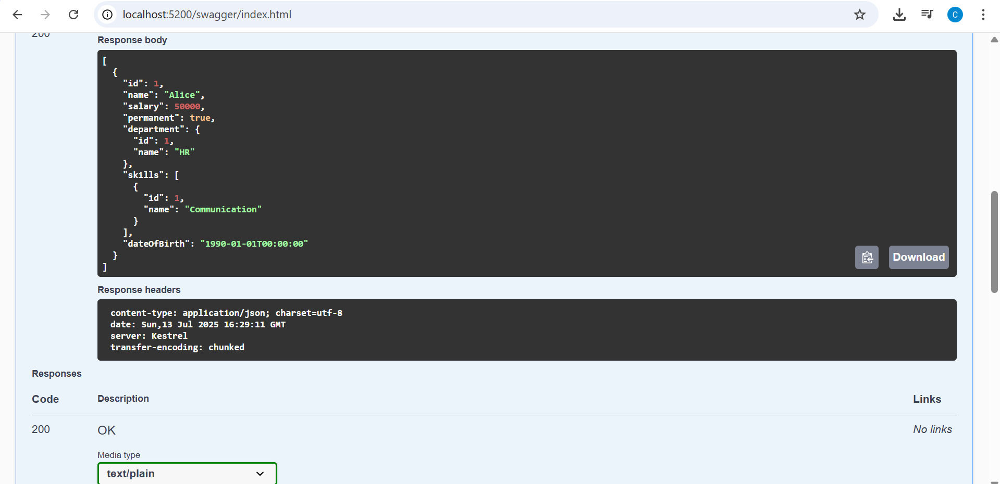 localhost:5200/swagger/index.html
C
200
Response body
[
  {
    "id": 1,
    "name": "Alice",
    "salary": 50000,
    "permanent": true,
    "department": {
      "id": 1,
      "name": "HR"
    },
    "skills": [
      {
        "id": 1,
        "name": "Communication"
      }
    ],
    "dateOfBirth": "1990-01-01T00:00:00"
  }
]
Download
Response headers
content-type: application/json; charset=utf-8
date: Sun,13 Jul 2025 16:29:11 GMT
server: Kestrel
transfer-encoding: chunked
Responses
Code Description Links
200 OK No links
Media type
text/plain